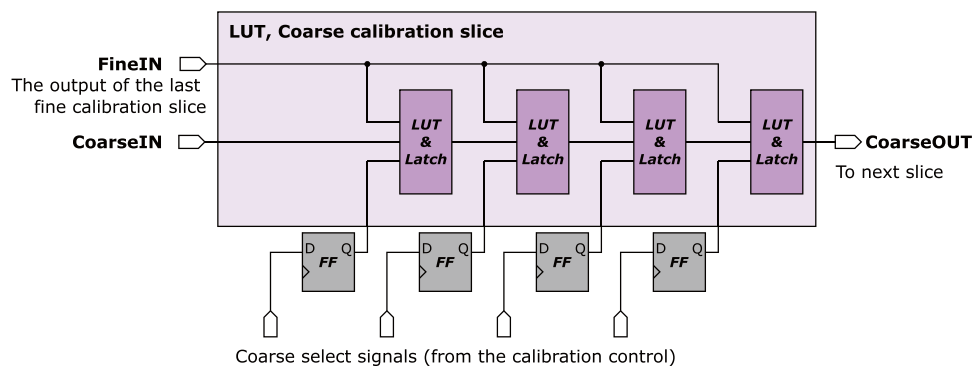 LUT, Coarse calibration slice
FineIN
The output of the last
fine calibration slice
CoarseIN
LUT
&
Latch
LUT
&
Latch
LUT
&
Latch
LUT
&
Latch
CoarseOUT
To next slice
D Q
FF
D Q
FF
D Q
FF
D Q
FF
Coarse select signals (from the calibration control)